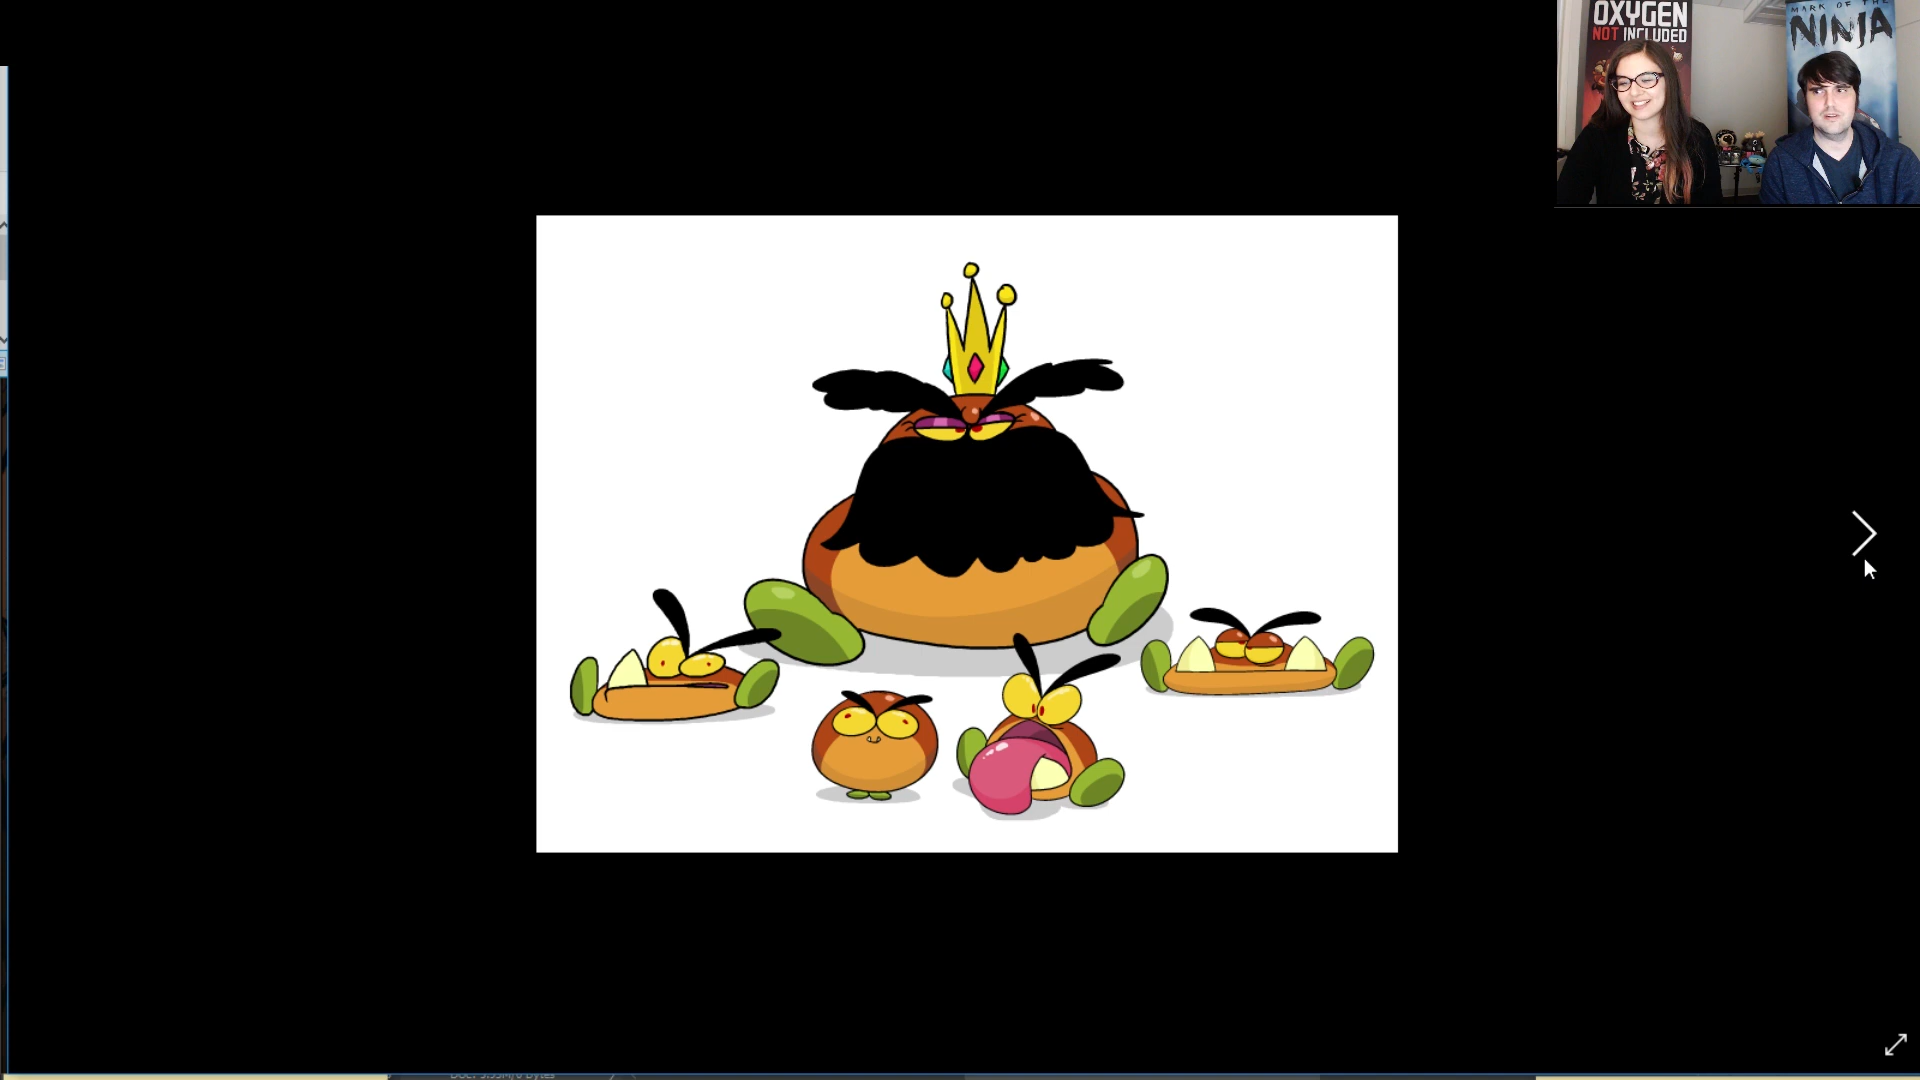 OXYGEN
NOT INCLUDED
MARK OF THE
NINJA